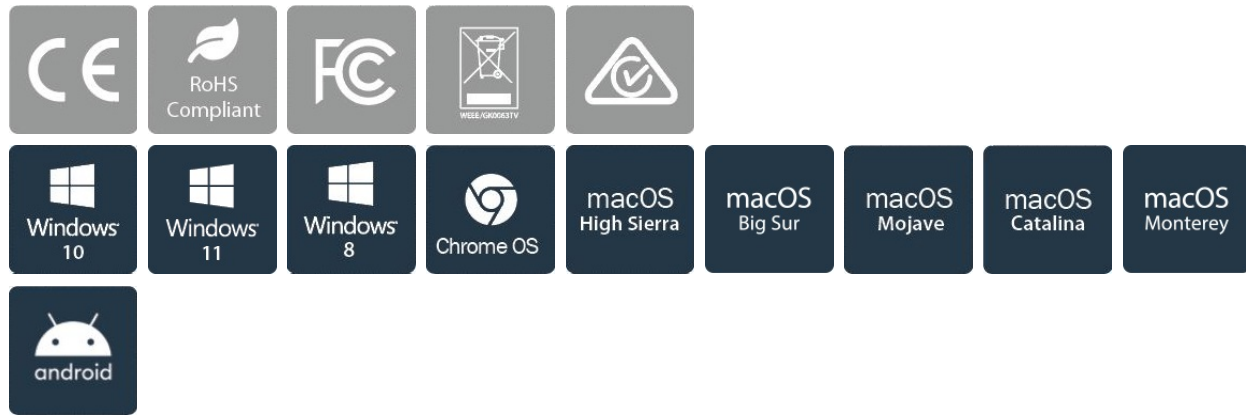 CE
RoHS
Compliant
FC
WEEE/GK0063TV
Windows
10
Windows
11
Windows
8
Chrome OS
macOS
High Sierra
macOS
Big Sur
macOS
Mojave
macOS
Catalina
macOS
Monterey
android